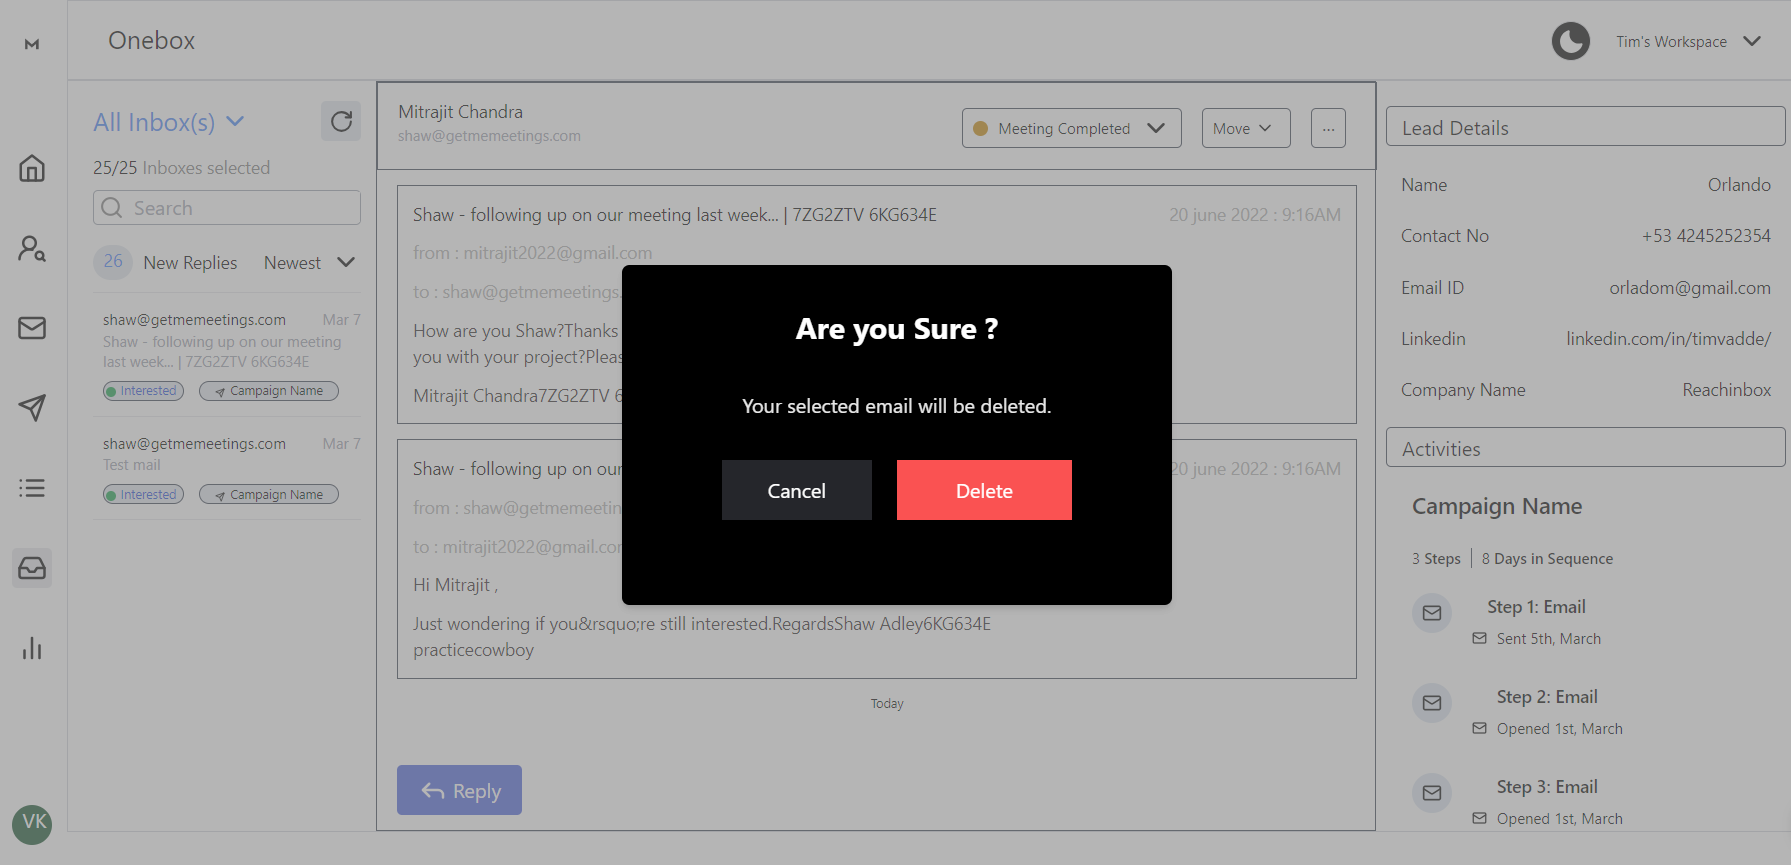 M
Onebox
Tim's Workspace
All Inbox(s)
25/25 Inboxes selected
Search
26 New Replies Newest
shaw@getmemeetings.com Mar 7
Shaw - following up on our meeting
last week... | 7ZG2ZTV 6KG634E
Interested Campaign Name
shaw@getmemeetings.com Mar 7
Test mail
Interested Campaign Name
VK
Mitrajit Chandra
shaw@getmemeetings.com
Meeting Completed
Move
...
Shaw - following up on our meeting last week... | 7ZG2ZTV 6KG634E
20 june 2022 : 9:16AM
from : mitrajit2022@gmail.com
to : shaw@getmemeetings.
How are you Shaw?Thanks
you with your project?Pleas
Mitrajit Chandra7ZG2ZTV 6
Shaw - following up on our
20 june 2022 : 9:16AM
from : shaw@getmemeetin
to : mitrajit2022@gmail.co
Hi Mitrajit ,
Just wondering if you&rsquo;re still interested.RegardsShaw Adley6KG634E
practicecowboy
Today
Reply
Are you Sure ?
Your selected email will be deleted.
Cancel
Delete
Lead Details
Name Orlando
Contact No +53 4245252354
Email ID orladom@gmail.com
Linkedin linkedin.com/in/timvadde/
Company Name Reachinbox
Activities
Campaign Name
3 Steps | 8 Days in Sequence
Step 1: Email
Sent 5th, March
Step 2: Email
Opened 1st, March
Step 3: Email
Opened 1st, March